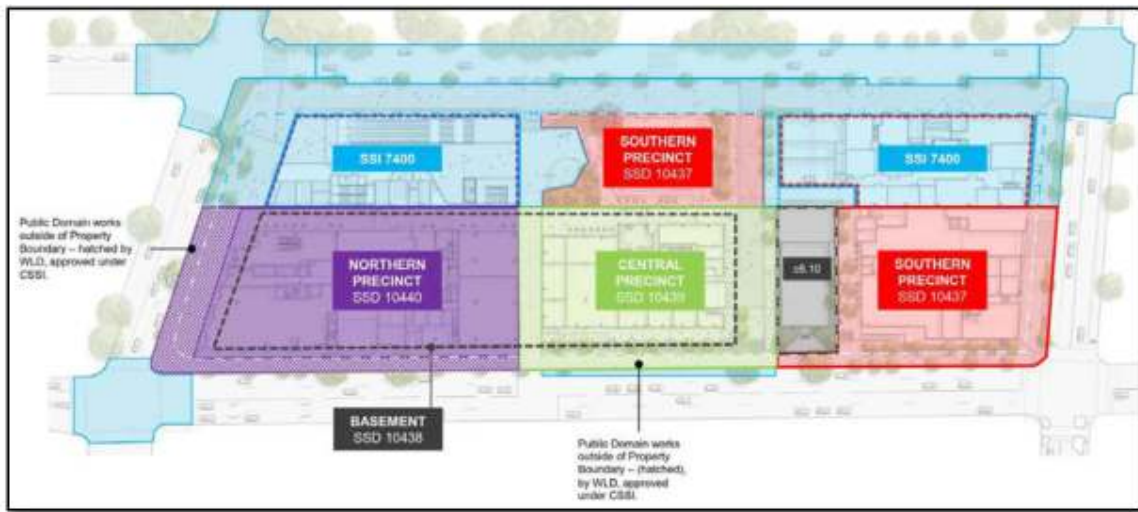 SSI 7400
SOUTHERN
PRECINCT
SSD 10437
SSI 7400
Public Domain works
outside of Property
Boundary – hatched by
WLD, approved under
CSSI.
NORTHERN
PRECINCT
SSD 10440
CENTRAL
PRECINCT
SSD 10439
s6.10
SOUTHERN
PRECINCT
SSD 10437
BASEMENT
SSD 10438
Public Domain works
outside of Property
Boundary – (hatched),
by WLD, approved
under CSSI.